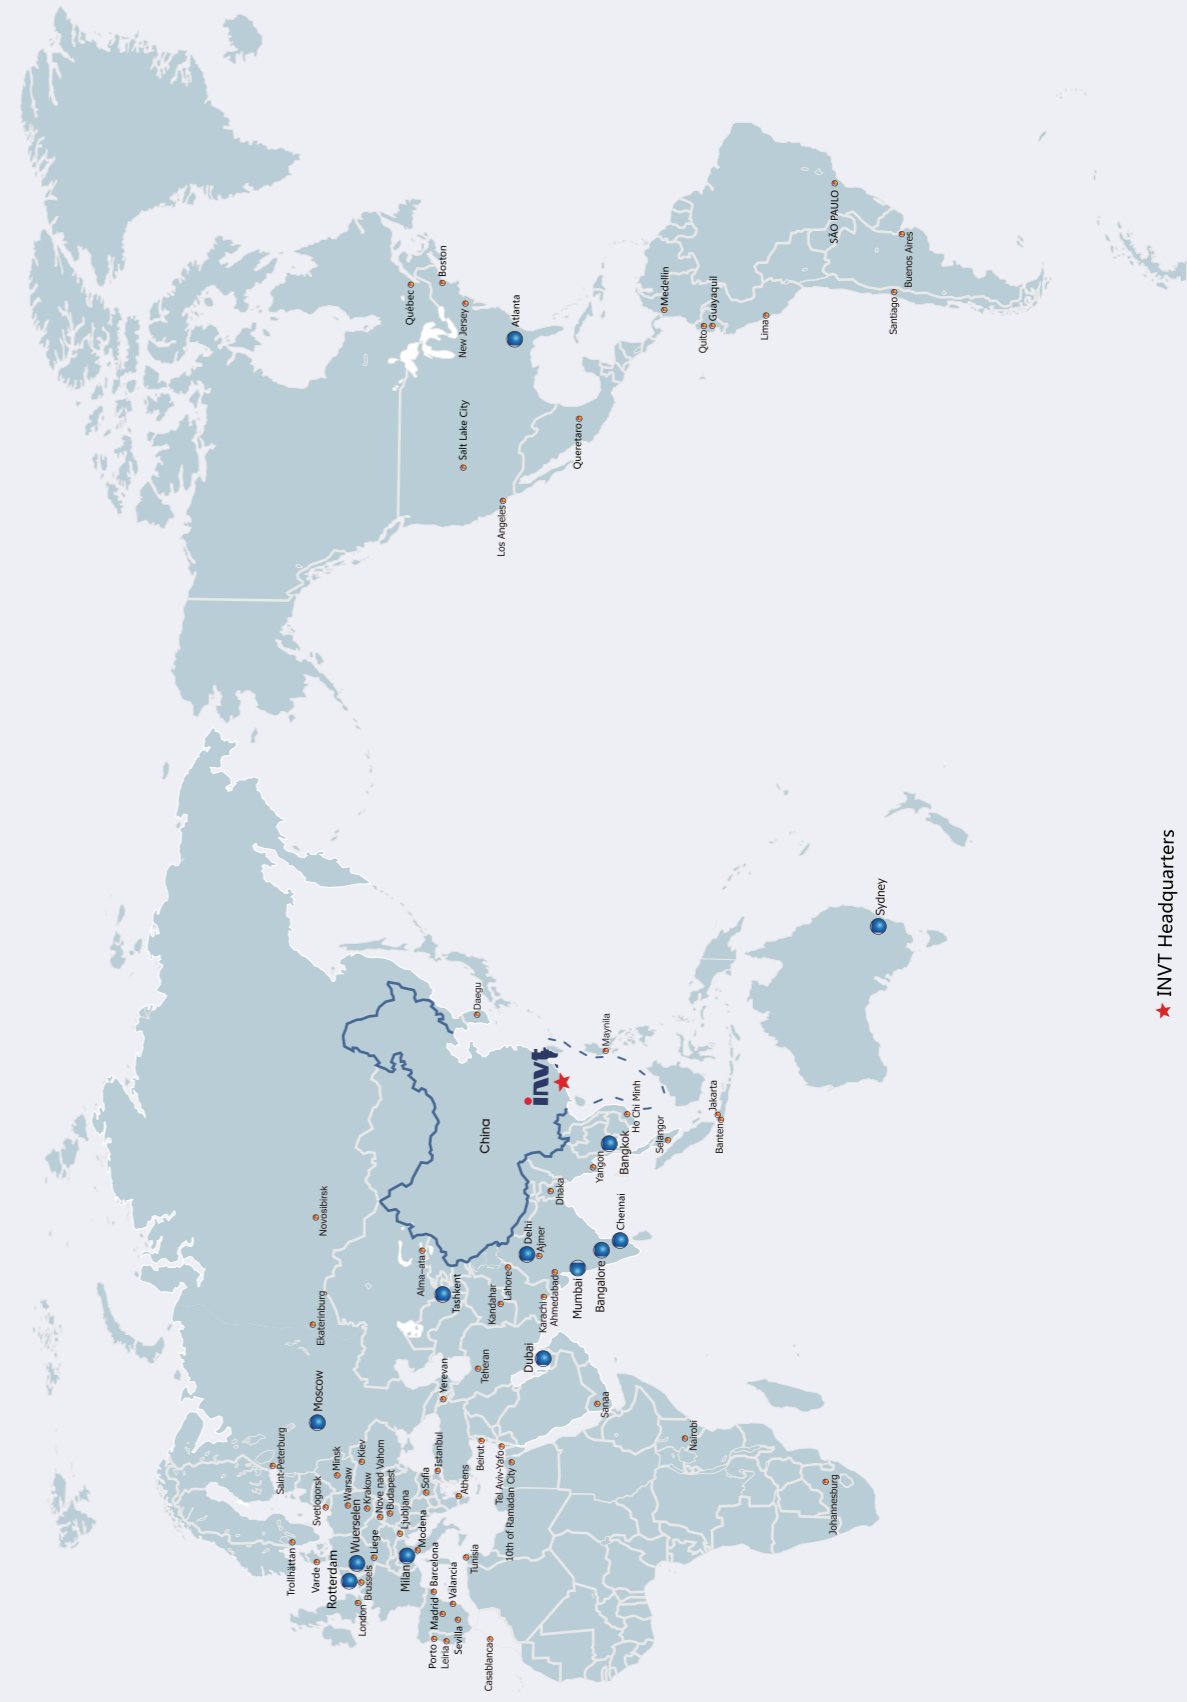 Trollhättan
Varde
Rotterdam
London
Brussels
Wuerselen
Liege
Svetlogorsk
Saint-Peterburg
Moscow
Minsk
Warsaw
Kiev
Krakow
Nove nad Vahom
Budapest
Ljubljana
Modena
Milan
Sofia
Istanbul
Athens
Barcelona
Madrid
Valancia
Porto
Leiria
Sevilla
Tunisia
Casablanca
Beirut
Tel Aviv-Yafo
10th of Ramadan City
Ekaterinburg
Novosibirsk
Yerevan
Teheran
Tashkent
Alma-ata
Kandahar
Lahore
Karachi
Ahmedabad
Delhi
Ajmer
Dubai
Sanaa
Mumbai
Bangalore
Chennai
Dhaka
Yangon
Bangkok
Ho Chi Minh
Selangor
Banten
Jakarta
Maynila
China
invt
Daegu
Nairobi
Johannesburg
Sydney
Québec
Boston
New Jersey
Atlanta
Salt Lake City
Los Angeles
Queretaro
Medellin
Quito
Guayaquil
Lima
SÃO PAULO
Santiago
Buenos Aires
INVT Headquarters